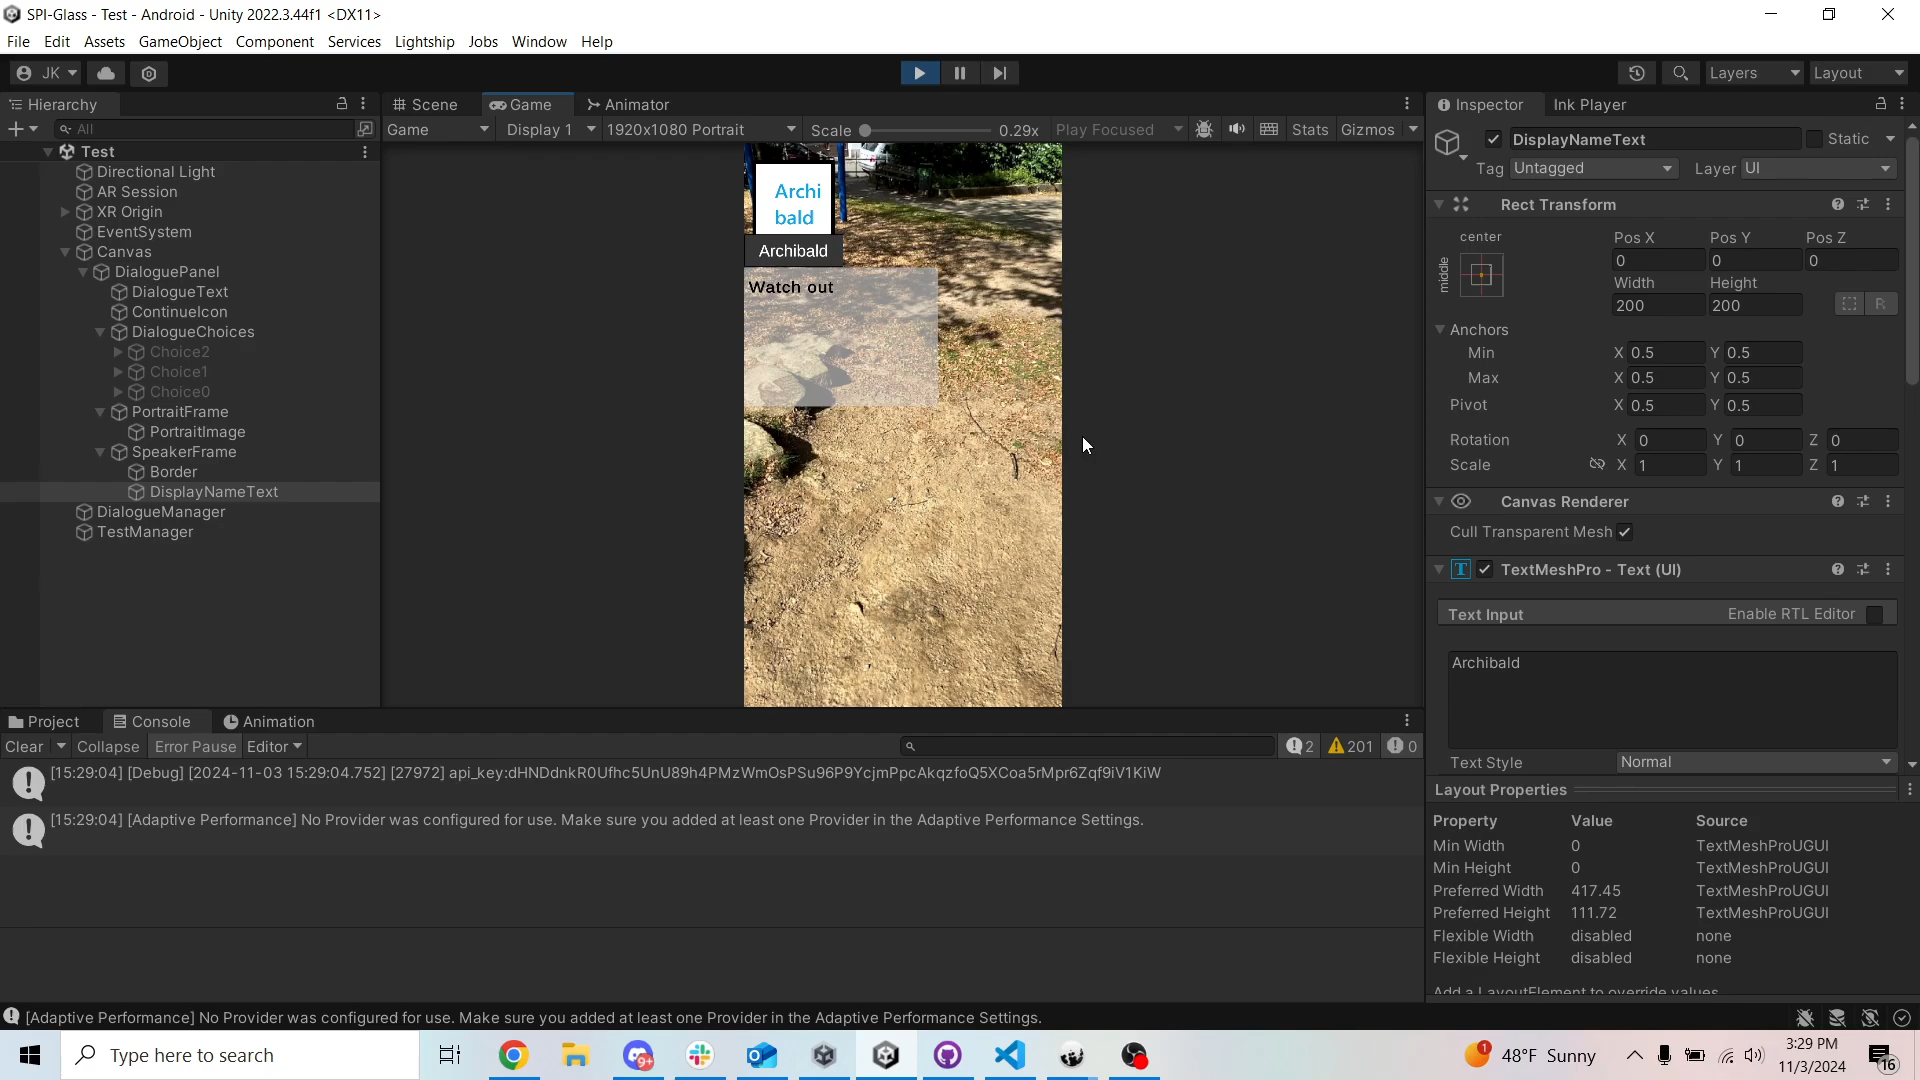 SPI-Glass - Test - Android - Unity 2022.3.44f1 <DX11>
File Edit Assets GameObject Component Services Lightship Jobs Window Help
JK Layers Layout
Hierarchy Scene Game Animator Inspector Ink Player
All Game Display 1 1920x1080 Portrait Scale 0.29x Play Focused Stats Gizmos
DisplayNameText Static
Tag Untagged Layer UI
Test
Directional Light
AR Session
XR Origin
EventSystem
Canvas
DialoguePanel
DialogueText
ContinueIcon
DialogueChoices
Choice2
Choice1
Choice0
PortraitFrame
PortraitImage
SpeakerFrame
Border
DisplayNameText
DialogueManager
TestManager
Archi
bald
Archibald
Watch out
Rect Transform
center
middle
Pos X Pos Y Pos Z
0 0 0
Width Height
200 200 R
Anchors
Min X 0.5 Y 0.5
Max X 0.5 Y 0.5
Pivot X 0.5 Y 0.5
Rotation X 0 Y 0 Z 0
Scale X 1 Y 1 Z 1
Canvas Renderer
Cull Transparent Mesh
T TextMeshPro - Text (UI)
Text Input Enable RTL Editor
Archibald
Text Style Normal
Layout Properties
Property Value Source
Min Width 0 TextMeshProUGUI
Min Height 0 TextMeshProUGUI
Preferred Width 417.45 TextMeshProUGUI
Preferred Height 111.72 TextMeshProUGUI
Flexible Width disabled none
Flexible Height disabled none
Add a LayoutElement to override values
Project Console Animation
Clear Collapse Error Pause Editor 2 201 0
[15:29:04] [Debug] [2024-11-03 15:29:04.752] [27972] api_key:dHNDdnkR0Ufhc5UnU89h4PMzWmOsPSu96P9YcjmPpcAkqzfoQ5XCoa5rMpr6Zqf9iV1KiW
[15:29:04] [Adaptive Performance] No Provider was configured for use. Make sure you added at least one Provider in the Adaptive Performance Settings.
[Adaptive Performance] No Provider was configured for use. Make sure you added at least one Provider in the Adaptive Performance Settings.
Type here to search
9+
1
48°F Sunny
3:29 PM
11/3/2024
16